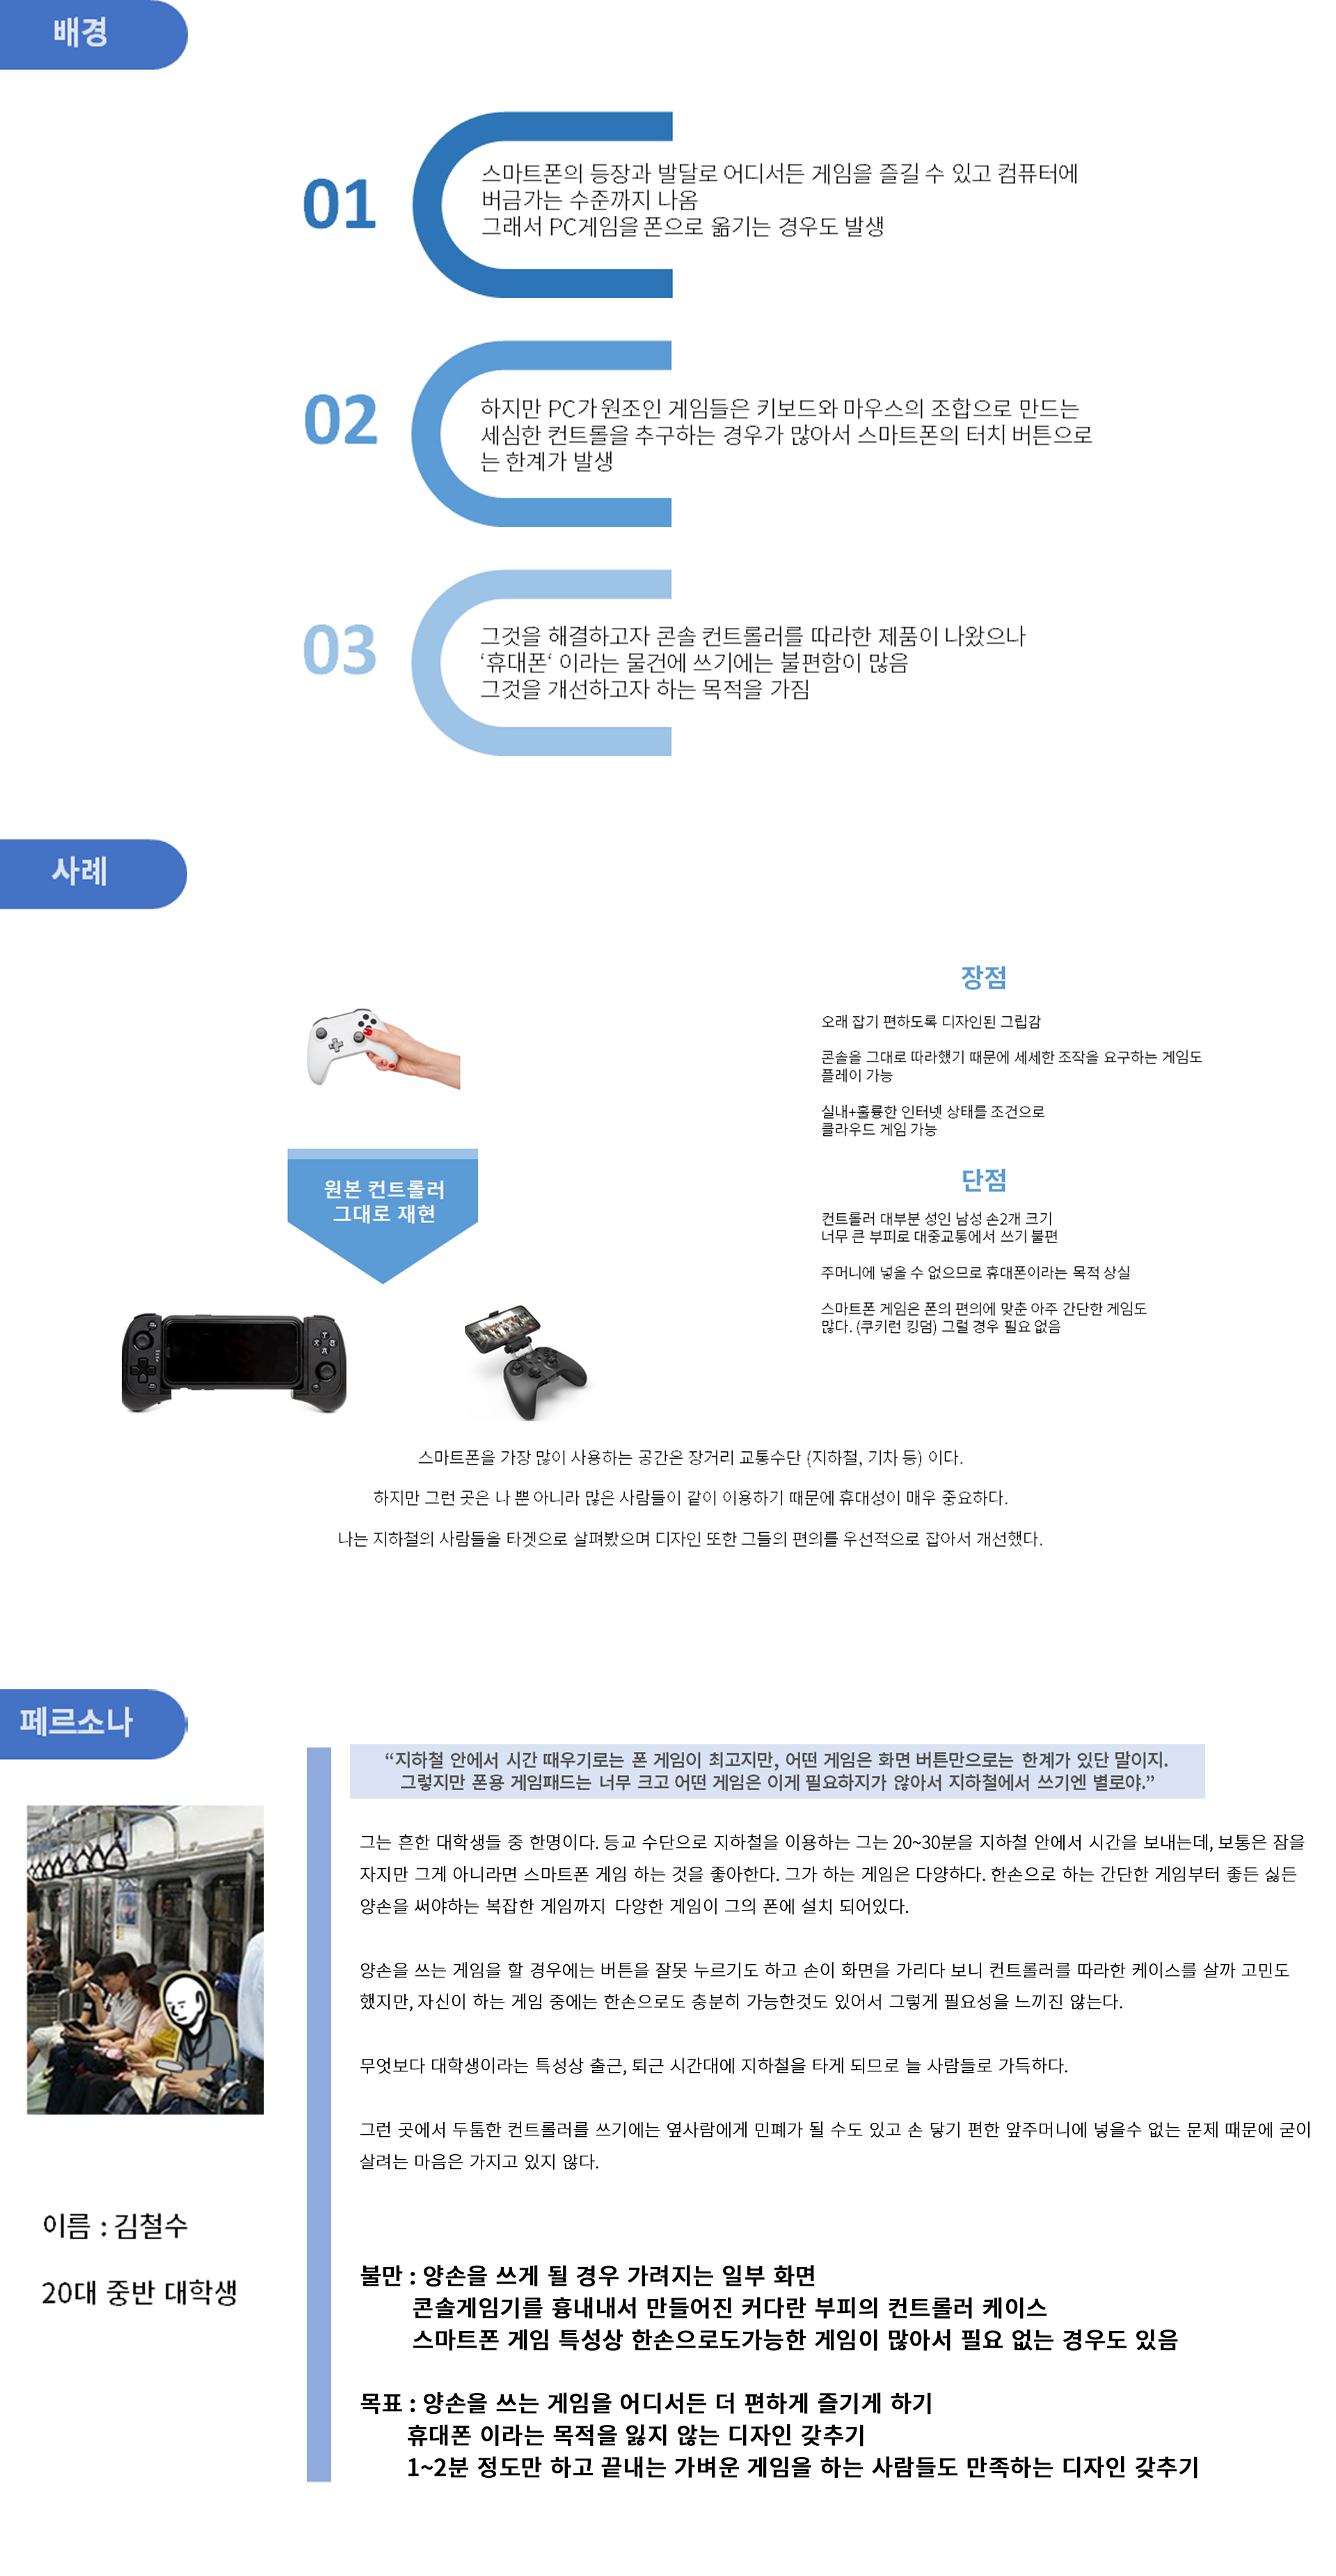 배경
01
스마트폰의 등장과 발달로 어디서든 게임을 즐길 수 있고 컴퓨터에
버금가는 수준까지 나옴
그래서 PC게임을 폰으로 옮기는 경우도 발생
02
하지만 PC가 원조인 게임들은 키보드와 마우스의 조합으로 만드는
세심한 컨트롤을 추구하는 경우가 많아서 스마트폰의 터치 버튼으로
는 한계가 발생
03
그것을 해결하고자 콘솔 컨트롤러를 따라한 제품이 나왔으나
‘휴대폰‘ 이라는 물건에 쓰기에는 불편함이 많음
그것을 개선하고자 하는 목적을 가짐
사례
원본 컨트롤러
그대로 재현
장점
오래 잡기 편하도록 디자인된 그립감
콘솔을 그대로 따라했기 때문에 세세한 조작을 요구하는 게임도
플레이 가능
실내+훌륭한 인터넷 상태를 조건으로
클라우드 게임 가능
단점
컨트롤러 대부분 성인 남성 손2개 크기
너무 큰 부피로 대중교통에서 쓰기 불편
주머니에 넣을 수 없으므로 휴대폰이라는 목적 상실
스마트폰 게임은 폰의 편의에 맞춘 아주 간단한 게임도
많다. (쿠키런 킹덤) 그럴 경우 필요 없음
스마트폰을 가장 많이 사용하는 공간은 장거리 교통수단 (지하철, 기차 등) 이다.
하지만 그런 곳은 나 뿐 아니라 많은 사람들이 같이 이용하기 때문에 휴대성이 매우 중요하다.
나는 지하철의 사람들을 타겟으로 살펴봤으며 디자인 또한 그들의 편의를 우선적으로 잡아서 개선했다.
페르소나
“지하철 안에서 시간 때우기로는 폰 게임이 최고지만, 어떤 게임은 화면 버튼만으로는 한계가 있단 말이지.
그렇지만 폰용 게임패드는 너무 크고 어떤 게임은 이게 필요하지가 않아서 지하철에서 쓰기엔 별로야.”
그는 흔한 대학생들 중 한명이다. 등교 수단으로 지하철을 이용하는 그는 20~30분을 지하철 안에서 시간을 보내는데, 보통은 잠을
자지만 그게 아니라면 스마트폰 게임 하는 것을 좋아한다. 그가 하는 게임은 다양하다. 한손으로 하는 간단한 게임부터 좋든 싫든
양손을 써야하는 복잡한 게임까지 다양한 게임이 그의 폰에 설치 되어있다.
양손을 쓰는 게임을 할 경우에는 버튼을 잘못 누르기도 하고 손이 화면을 가리다 보니 컨트롤러를 따라한 케이스를 살까 고민도
했지만, 자신이 하는 게임 중에는 한손으로도 충분히 가능한것도 있어서 그렇게 필요성을 느끼진 않는다.
무엇보다 대학생이라는 특성상 출근, 퇴근 시간대에 지하철을 타게 되므로 늘 사람들로 가득하다.
그런 곳에서 두툼한 컨트롤러를 쓰기에는 옆사람에게 민폐가 될 수도 있고 손 닿기 편한 앞주머니에 넣을수 없는 문제 때문에 굳이
살려는 마음은 가지고 있지 않다.
이름 : 김철수
20대 중반 대학생
불만 : 양손을 쓰게 될 경우 가려지는 일부 화면
콘솔게임기를 흉내내서 만들어진 커다란 부피의 컨트롤러 케이스
스마트폰 게임 특성상 한손으로도가능한 게임이 많아서 필요 없는 경우도 있음
목표 : 양손을 쓰는 게임을 어디서든 더 편하게 즐기게 하기
휴대폰 이라는 목적을 잃지 않는 디자인 갖추기
1~2분 정도만 하고 끝내는 가벼운 게임을 하는 사람들도 만족하는 디자인 갖추기